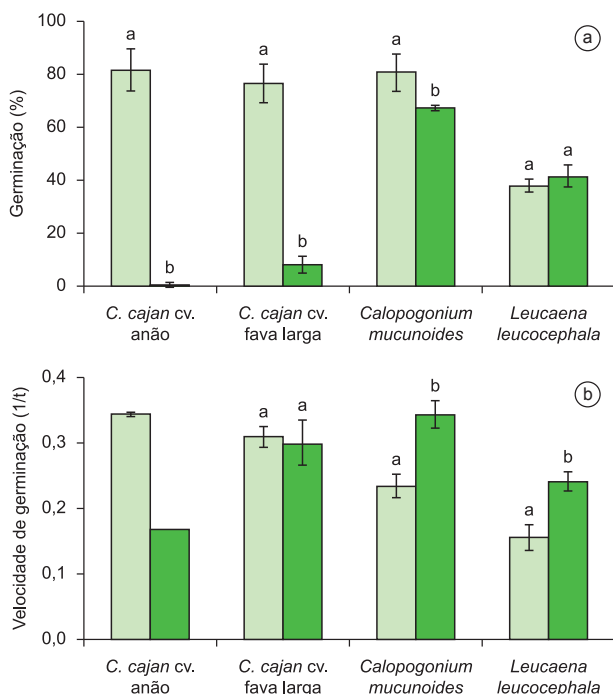 100
80
60
40
20
0
Germinação (%)
a
b
a
b
a
b
a
a
a
C. cajan cv. anão
C. cajan cv. fava larga
Calopogonium mucunoides
Leucaena leucocephala
0,4
0,3
0,2
0,1
0,0
Velocidade de germinação (1/t)
a
a
a
b
a
b
b
C. cajan cv. anão
C. cajan cv. fava larga
Calopogonium mucunoides
Leucaena leucocephala